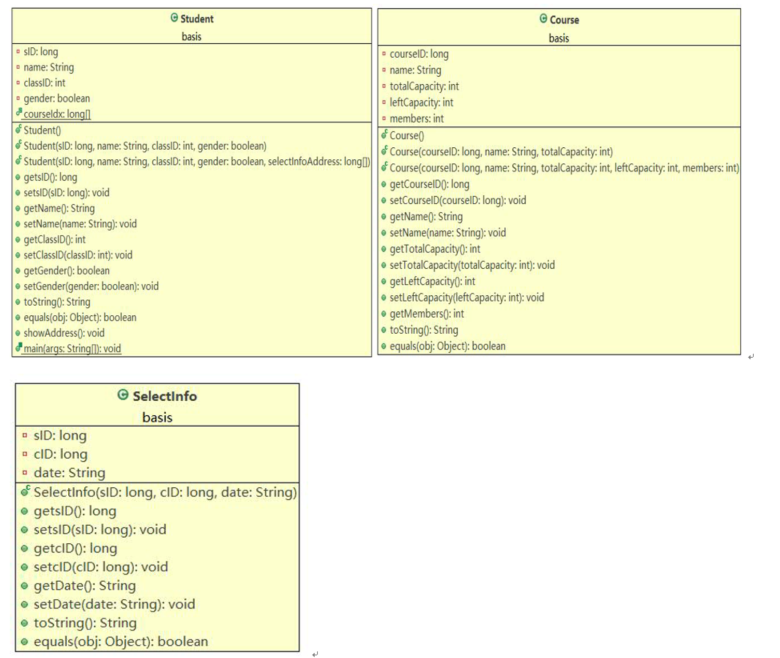 Student
basis
sID: long
name: String
classID: int
gender: boolean
courseIdx: long[]
Student()
Student(sID: long, name: String, classID: int, gender: boolean)
Student(sID: long, name: String, classID: int, gender: boolean, selectInfoAddress: long[])
getsID(): long
setsID(sID: long): void
getName(): String
setName(name: String): void
getClassID(): int
setClassID(classID: int): void
getGender(): boolean
setGender(gender: boolean): void
toString(): String
equals(obj: Object): boolean
showAddress(): void
main(args: String[]): void
Course
basis
courseID: long
name: String
totalCapacity: int
leftCapacity: int
members: int
Course()
Course(courseID: long, name: String, totalCapacity: int)
Course(courseID: long, name: String, totalCapacity: int, leftCapacity: int, members: int)
getCourseID(): long
setCourseID(courseID: long): void
getName(): String
setName(name: String): void
getTotalCapacity(): int
setTotalCapacity(totalCapacity: int): void
getLeftCapacity(): int
setLeftCapacity(leftCapacity: int): void
getMembers(): int
toString(): String
equals(obj: Object): boolean
SelectInfo
basis
sID: long
cID: long
date: String
SelectInfo(sID: long, cID: long, date: String)
getsID(): long
setsID(sID: long): void
getcID(): long
setcID(cID: long): void
getDate(): String
setDate(date: String): void
toString(): String
equals(obj: Object): boolean